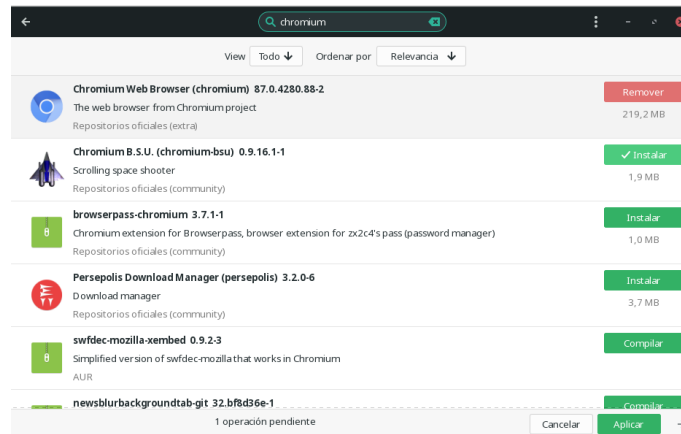 chromium
View Todo Ordenar por Relevancia
Chromium Web Browser (chromium) 87.0.4280.88-2
Remover
The web browser from Chromium project
219,2 MB
Repositorios oficiales (extra)
Chromium B.S.U. (chromium-bsu) 0.9.16.1-1
Instalar
Scrolling space shooter
1,9 MB
Repositorios oficiales (community)
browserpass-chromium 3.7.1-1
Instalar
Chromium extension for Browserpass, browser extension for zx2c4's pass (password manager)
1,0 MB
Repositorios oficiales (community)
Persepolis Download Manager (persepolis) 3.2.0-6
Instalar
Download manager
3,7 MB
Repositorios oficiales (community)
swfdec-mozilla-xembed 0.9.2-3
Compilar
Simplified version of swfdec-mozilla that works in Chromium
AUR
newsblurbackgroundtab-git 32.bf8d36e-1
Compilar
1 operación pendiente
Cancelar
Aplicar